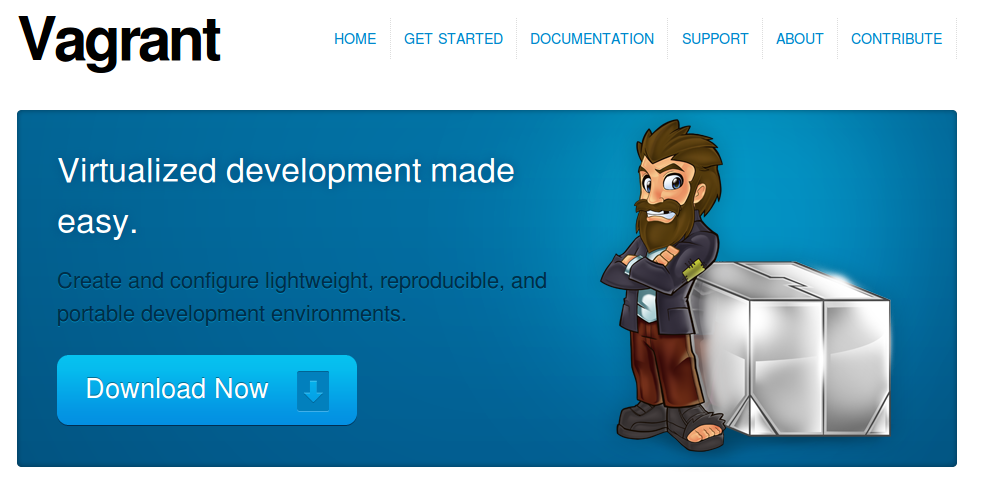 Vagrant
HOME GET STARTED DOCUMENTATION SUPPORT ABOUT CONTRIBUTE
Virtualized development made
easy.
Create and configure lightweight, reproducible, and
portable development environments.
Download Now